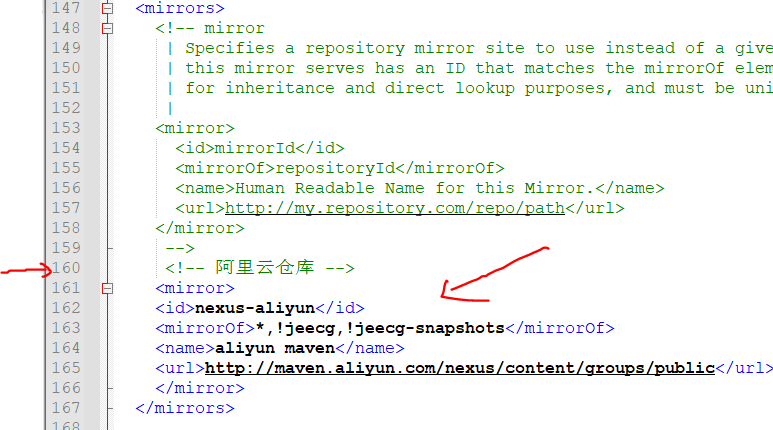 147 <mirrors>
148 <!-- mirror
149 | Specifies a repository mirror site to use instead of a give
150 | this mirror serves has an ID that matches the mirrorOf elem
151 | for inheritance and direct lookup purposes, and must be uni
152 |
153 <mirror>
154 <id>mirrorId</id>
155 <mirrorOf>repositoryId</mirrorOf>
156 <name>Human Readable Name for this Mirror.</name>
157 <url>http://my.repository.com/repo/path</url>
158 </mirror>
159 -->
160 <!-- 阿里云仓库 -->
161 <mirror>
162 <id>nexus-aliyun</id>
163 <mirrorOf>*,!jeecg,!jeecg-snapshots</mirrorOf>
164 <name>aliyun maven</name>
165 <url>http://maven.aliyun.com/nexus/content/groups/public</url>
166 </mirror>
167 </mirrors>
168